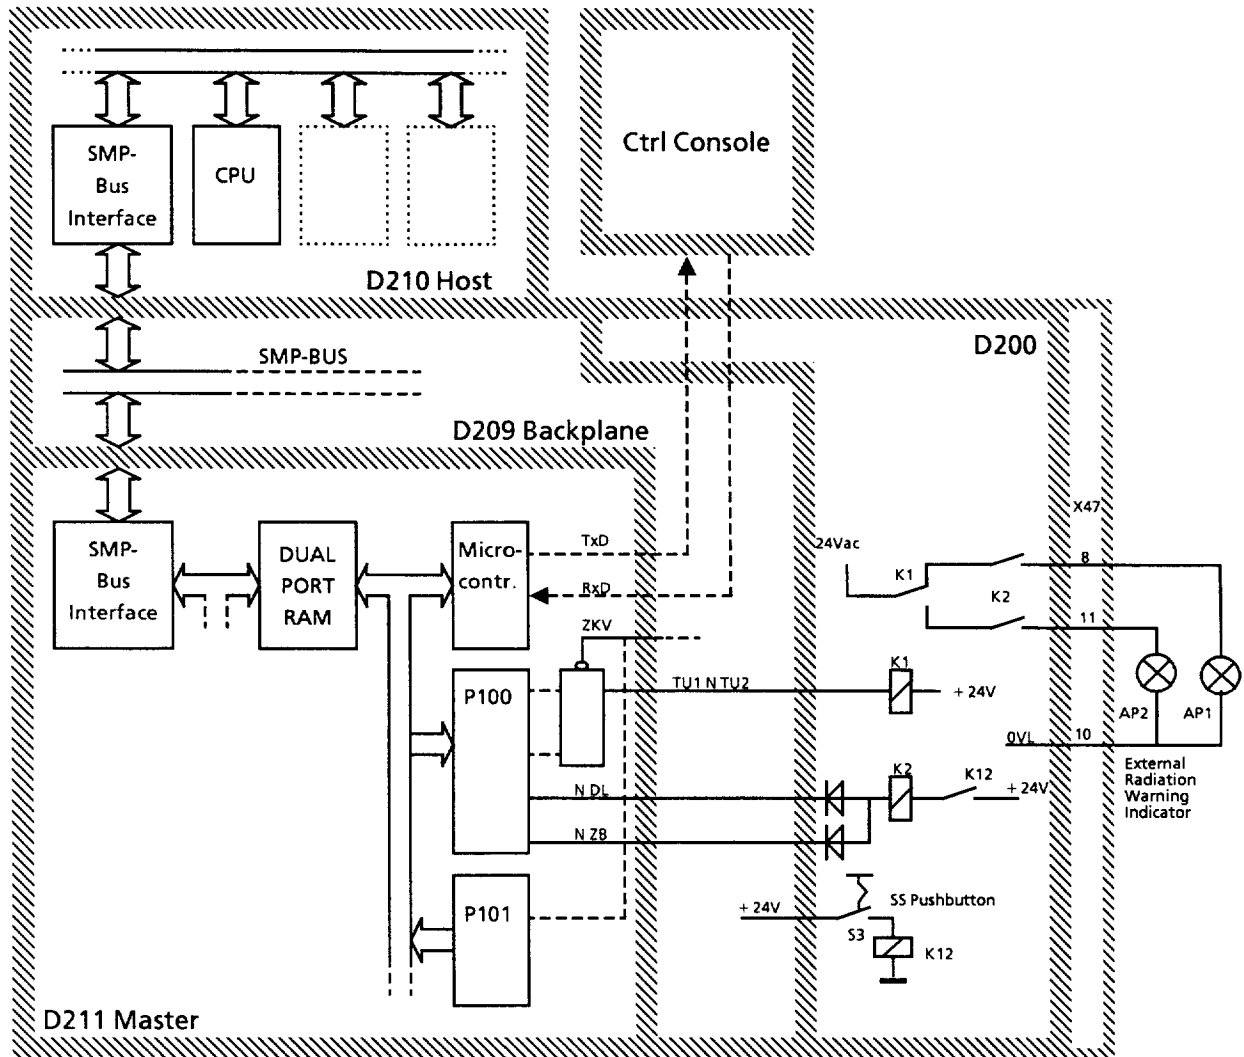 SMP-
Bus
Interface
CPU
Ctrl Console
D210 Host
SMP-BUS
D200
D209 Backplane
X47
SMP-
Bus
Interface
DUAL
PORT
RAM
Micro-
contr.
TxD
RxD
ZKV
24Vac
K1
K2
8
11
P100
TU1 N TU2
K1
+ 24V
AP2
AP1
0VL
10
N DL
K2
K12
+ 24V
External
Radiation
Warning
Indicator
N ZB
P101
+ 24V
SS Pushbutton
S3
K12
D211 Master